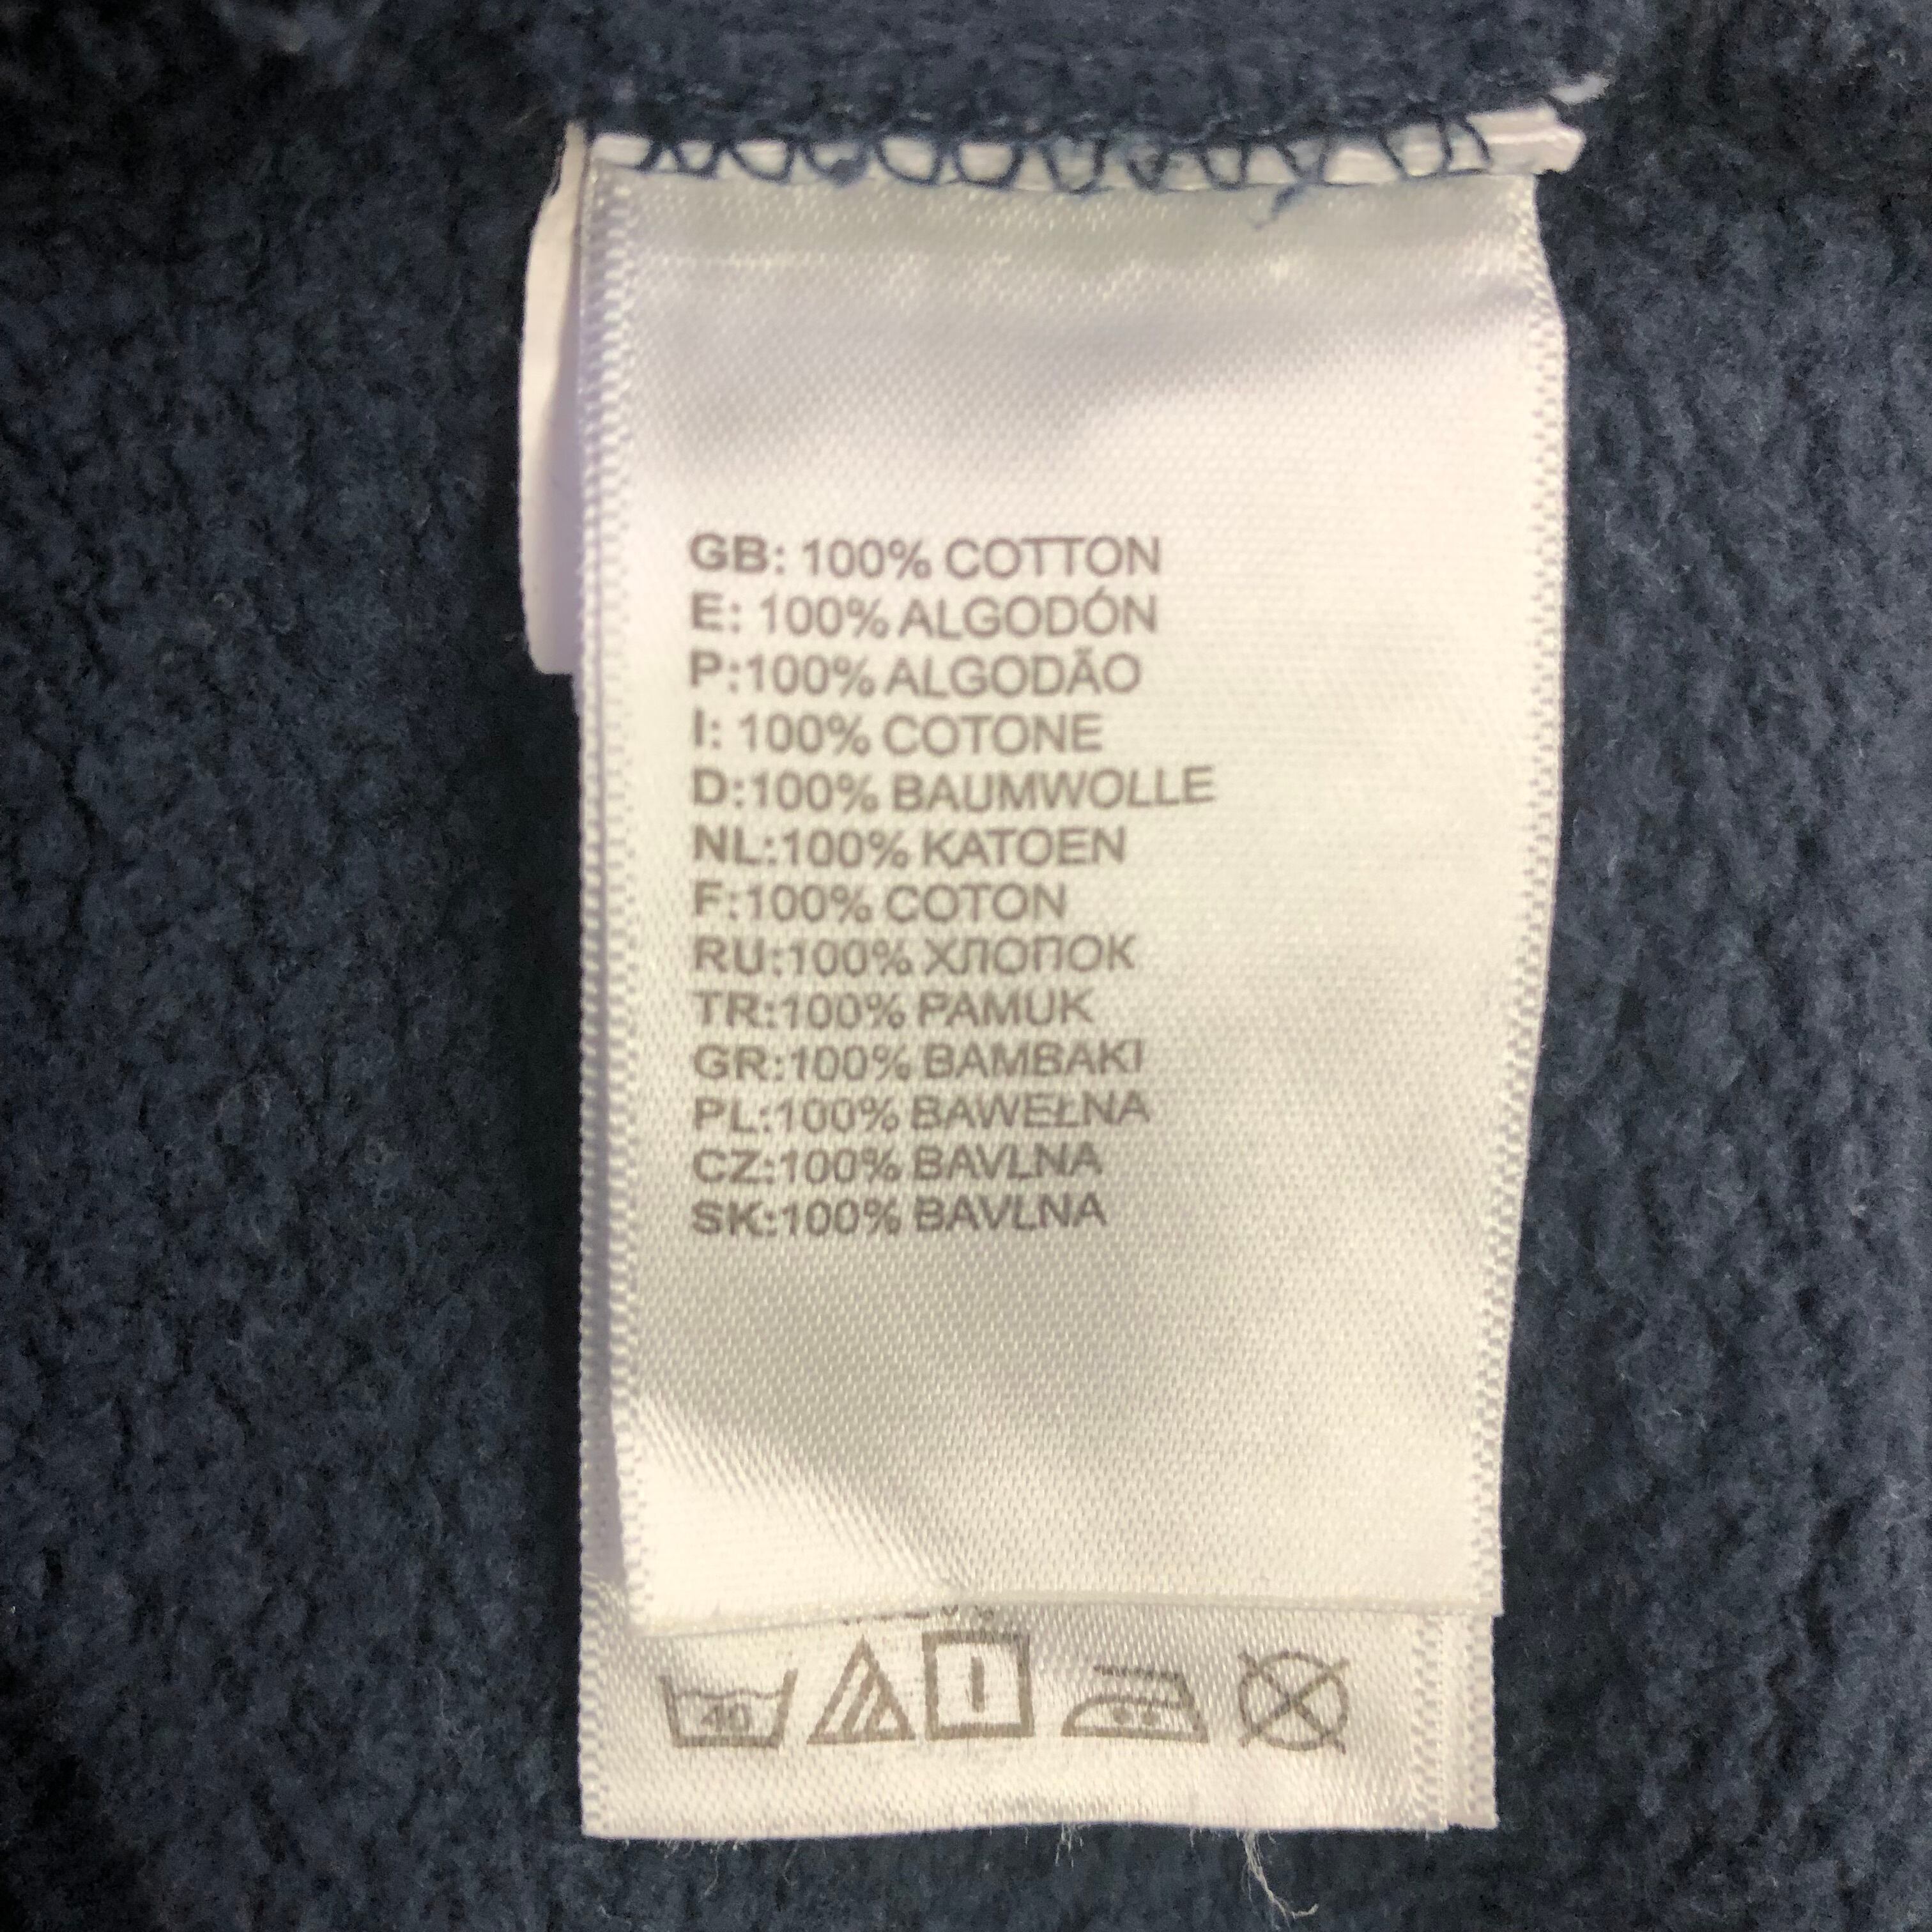 GB: 100% COTTON
E: 100% ALGODÓN
P:100% ALGODÃO
I: 100% COTONE
D:100% BAUMWOLLE
NL:100% KATOEN
F:100% COTON
RU:100% ХЛОПОК
TR:100% PAMUK
GR:100% BAMBAKI
PL:100% BAWEŁNA
CZ:100% BAVLNA
SK:100% BAVLNA
40